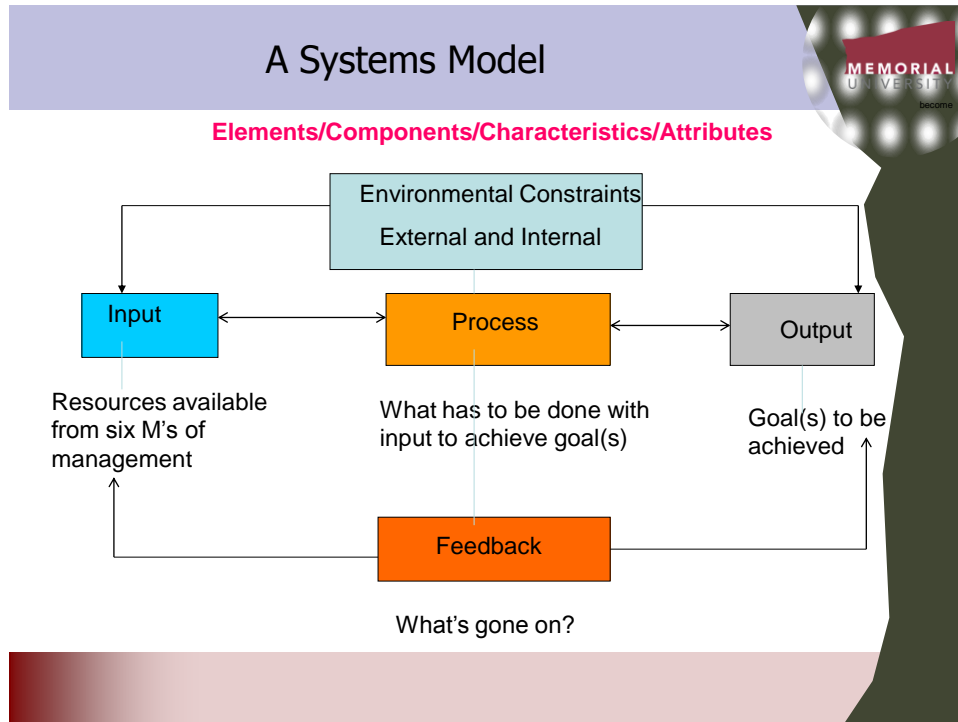 A Systems Model
MEMORIAL
UNIVERSITY
become
Elements/Components/Characteristics/Attributes
Environmental Constraints
External and Internal
Input
Process
Output
Resources available
from six M's of
management
What has to be done with
input to achieve goal(s)
Goal(s) to be
achieved
Feedback
What's gone on?